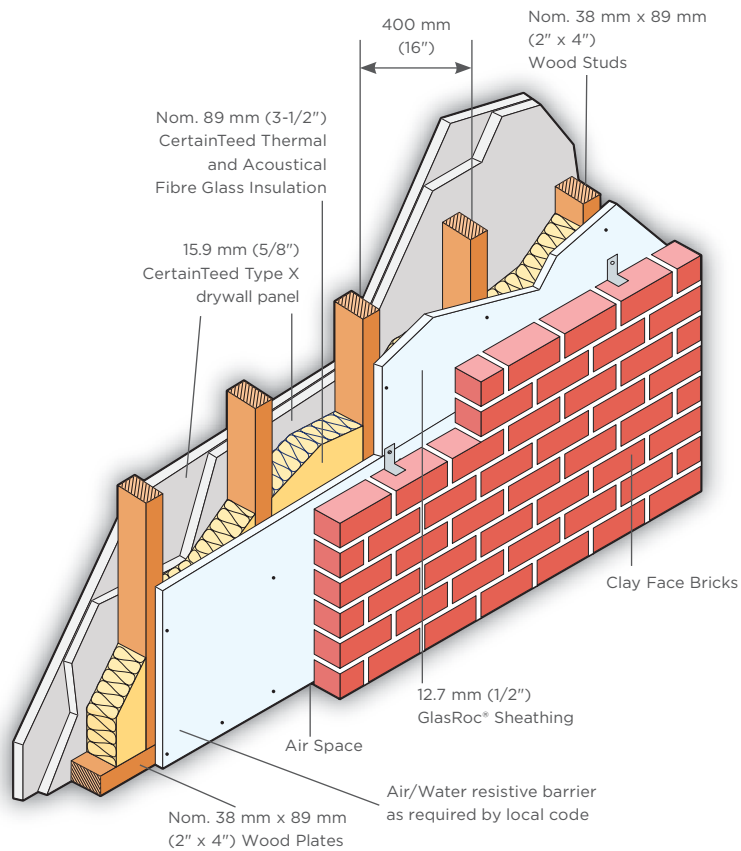 400 mm
(16")
Nom. 38 mm x 89 mm
(2" x 4")
Wood Studs
Nom. 89 mm (3-1/2")
CertainTeed Thermal
and Acoustical
Fibre Glass Insulation
15.9 mm (5/8")
CertainTeed Type X
drywall panel
Clay Face Bricks
12.7 mm (1/2")
GlasRoc® Sheathing
Air Space
Air/Water resistive barrier
as required by local code
Nom. 38 mm x 89 mm
(2" x 4") Wood Plates